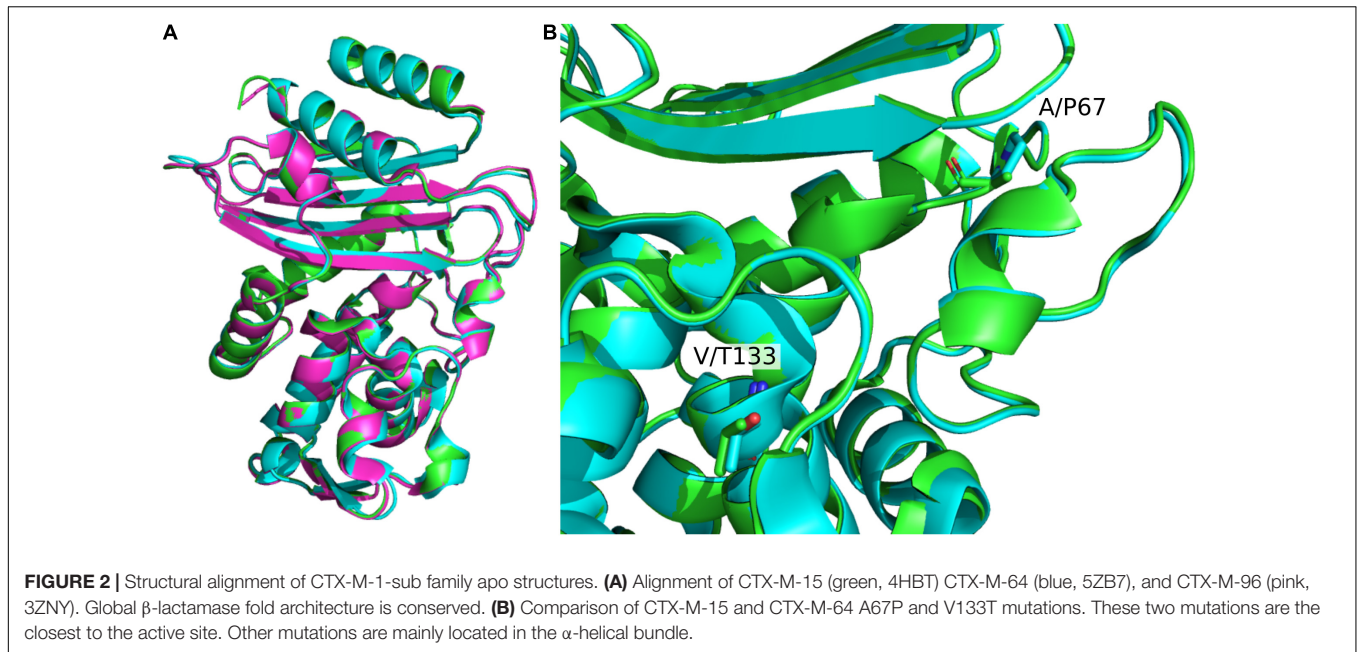 A
B
A/P67
V/T133
FIGURE 2 | Structural alignment of CTX-M-1-sub family apo structures. (A) Alignment of CTX-M-15 (green, 4HBT) CTX-M-64 (blue, 5ZB7), and CTX-M-96 (pink,
3ZNY). Global β-lactamase fold architecture is conserved. (B) Comparison of CTX-M-15 and CTX-M-64 A67P and V133T mutations. These two mutations are the
closest to the active site. Other mutations are mainly located in the α-helical bundle.